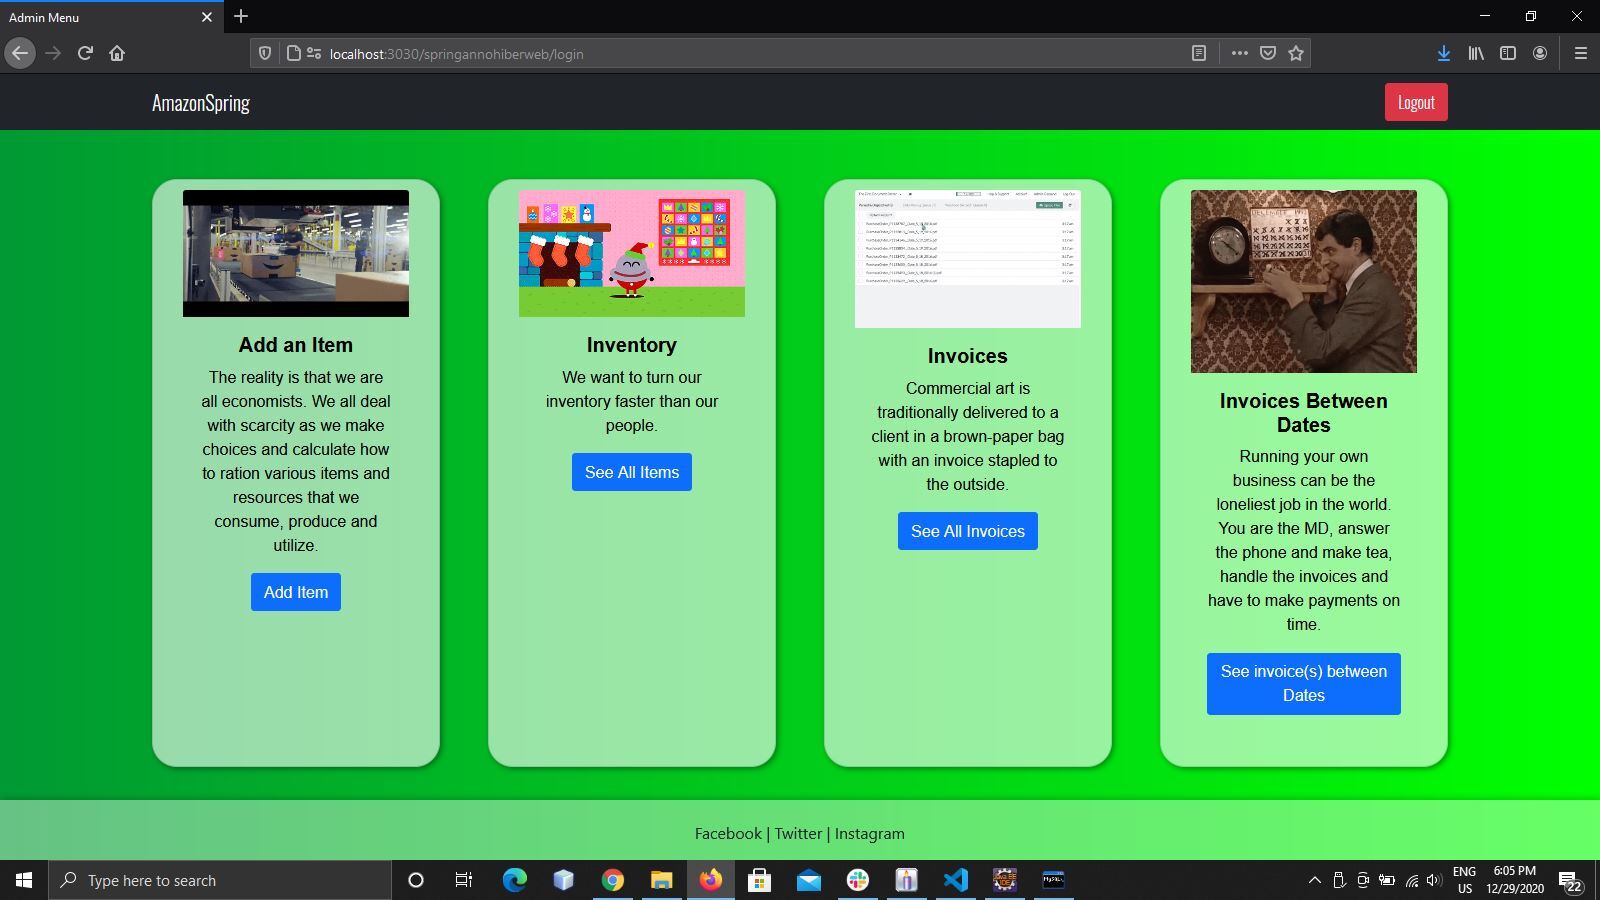 Admin Menu
localhost:3030/springannohiberweb/login
AmazonSpring
Logout
Add an Item
The reality is that we are
all economists. We all deal
with scarcity as we make
choices and calculate how
to ration various items and
resources that we
consume, produce and
utilize.
Add Item
Inventory
We want to turn our
inventory faster than our
people.
See All Items
Invoices
Commercial art is
traditionally delivered to a
client in a brown-paper bag
with an invoice stapled to
the outside.
See All Invoices
Invoices Between
Dates
Running your own
business can be the
loneliest job in the world.
You are the MD, answer
the phone and make tea,
handle the invoices and
have to make payments on
time.
See invoice(s) between
Dates
Facebook | Twitter | Instagram
Type here to search
ENG
US
6:05 PM
12/29/2020
22